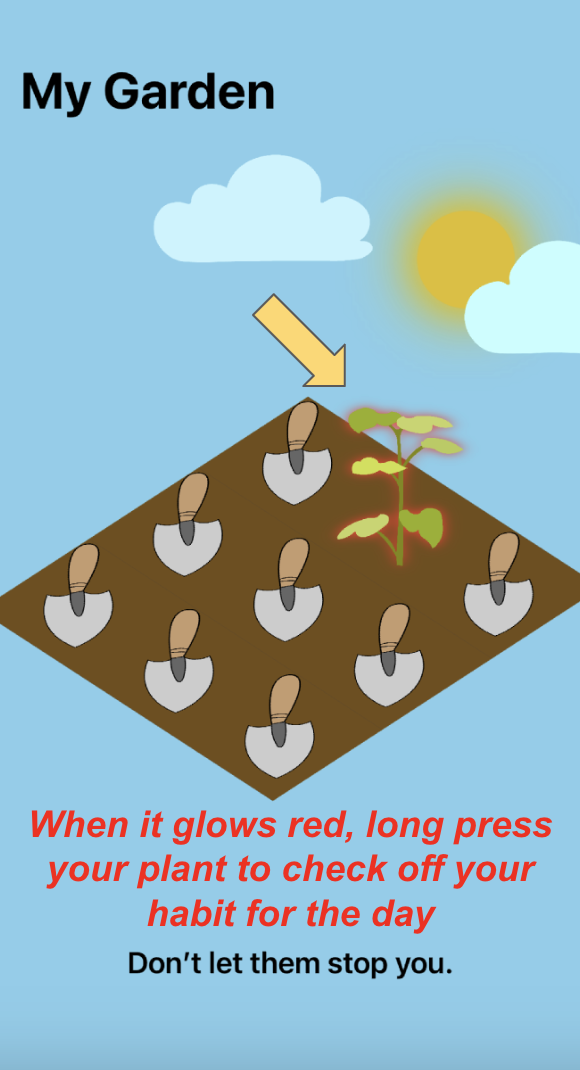 My Garden
When it glows red, long press
your plant to check off your
habit for the day
Don’t let them stop you.